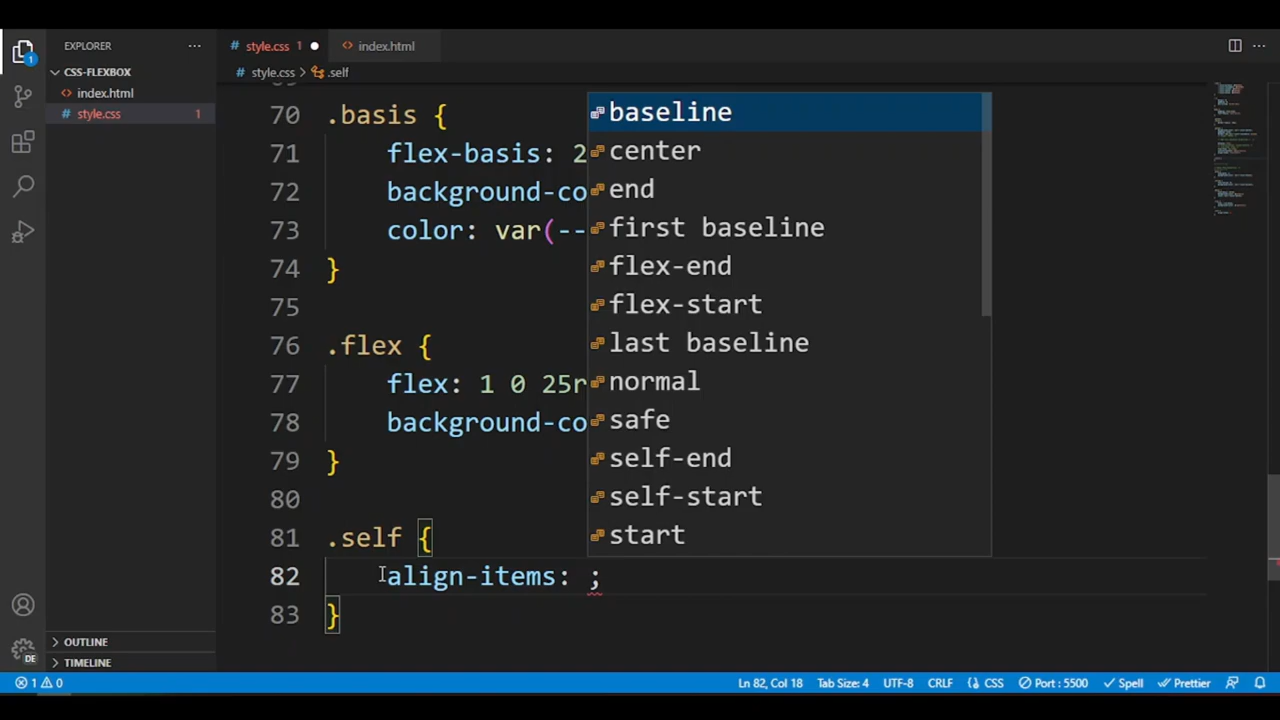 EXPLORER
CSS-FLEXBOX
index.html
style.css 1
style.css 1
index.html
style.css > .self
70 .basis {
71 flex-basis: 2
72 background-co
73 color: var(--
74 }
75
76 .flex {
77 flex: 1 0 25r
78 background-co
79 }
80
81 .self {
82 align-items: ;
83 }
baseline
center
end
first baseline
flex-end
flex-start
last baseline
normal
safe
self-end
self-start
start
1
DE
OUTLINE
TIMELINE
1 0
Ln 82, Col 18 Tab Size: 4 UTF-8 CRLF CSS Port : 5500 Spell Prettier